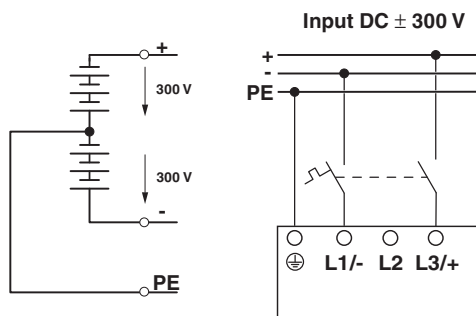 Input DC ± 300 V
+
300 V
300 V
-
PE
+
-
PE
L1/- L2 L3/+